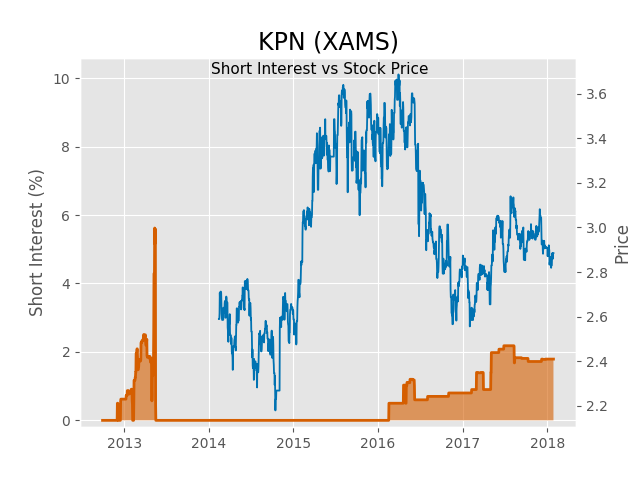 KPN (XAMS)
Short Interest vs Stock Price
10
8
6
4
2
0
Short Interest (%)
3.6
3.4
3.2
3.0
2.8
2.6
2.4
2.2
Price
2013 2014 2015 2016 2017 2018